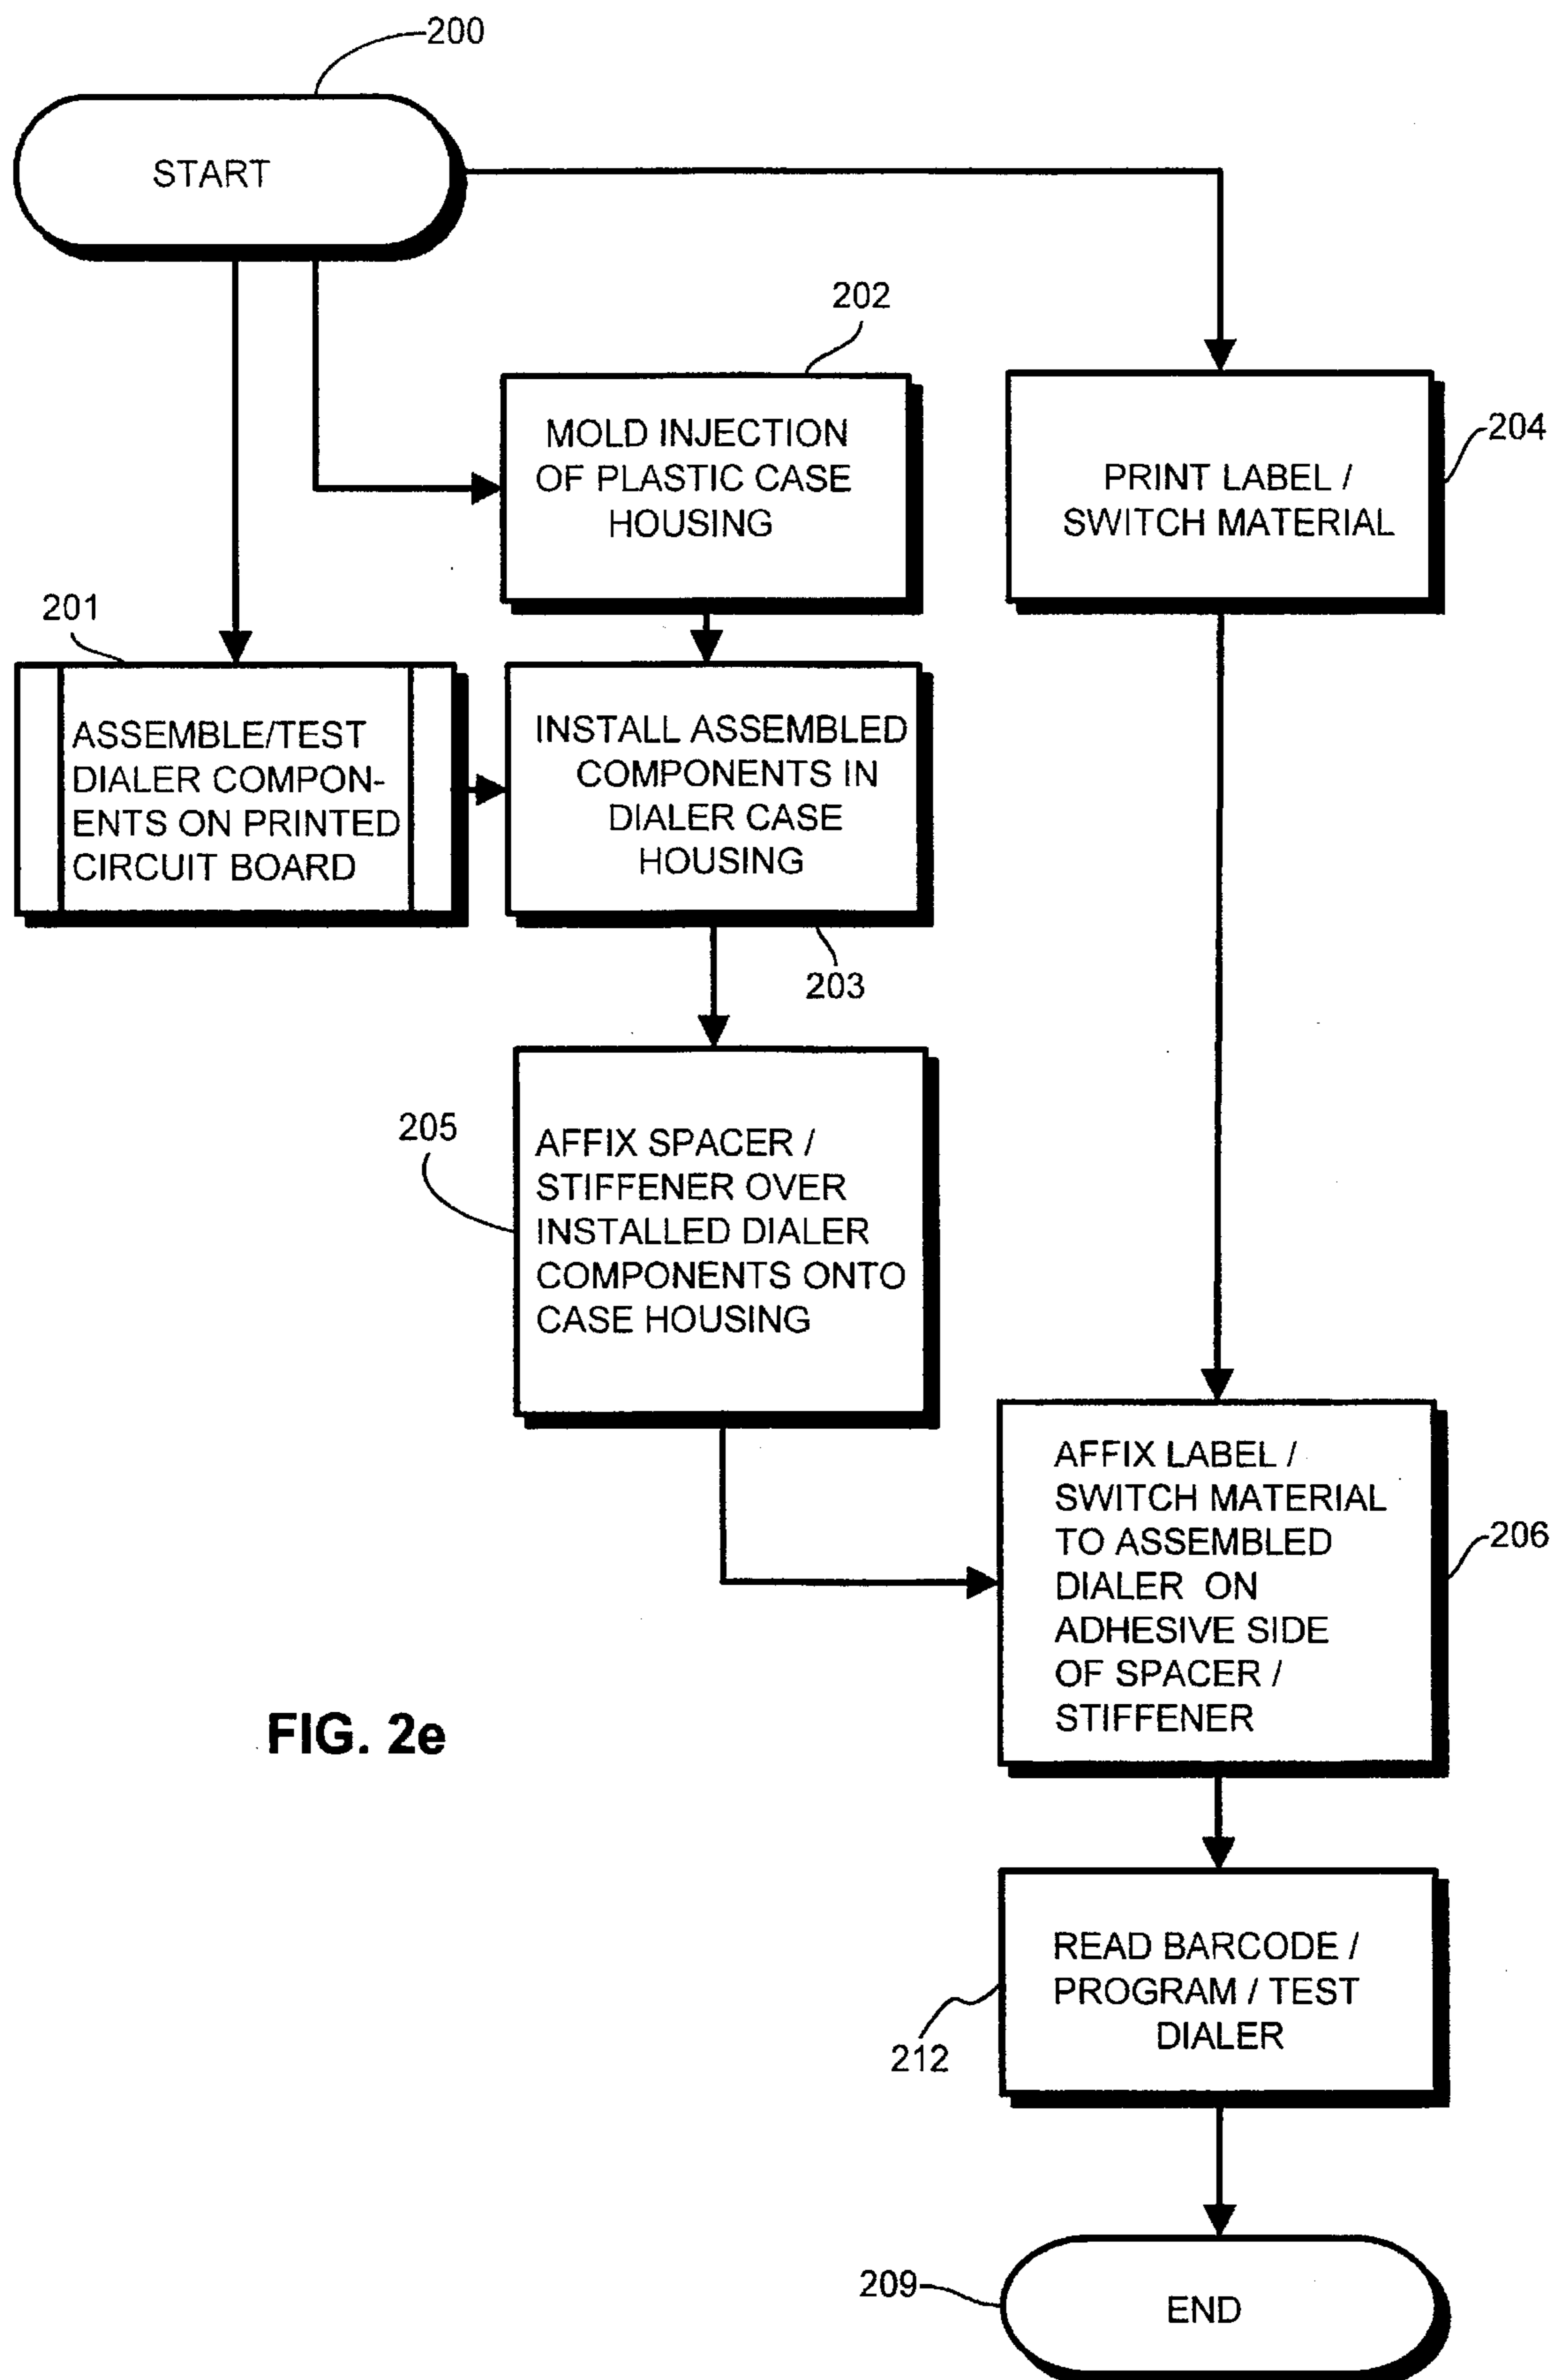 200
START
202
MOLD INJECTION
OF PLASTIC CASE
HOUSING
204
PRINT LABEL /
SWITCH MATERIAL
201
ASSEMBLE/TEST
DIALER COMPON-
ENTS ON PRINTED
CIRCUIT BOARD
INSTALL ASSEMBLED
COMPONENTS IN
DIALER CASE
HOUSING
203
205
AFFIX SPACER /
STIFFENER OVER
INSTALLED DIALER
COMPONENTS ONTO
CASE HOUSING
AFFIX LABEL /
SWITCH MATERIAL
TO ASSEMBLED
DIALER ON
ADHESIVE SIDE
OF SPACER /
STIFFENER
206
FIG. 2e
READ BARCODE /
PROGRAM / TEST
DIALER
212
209
END